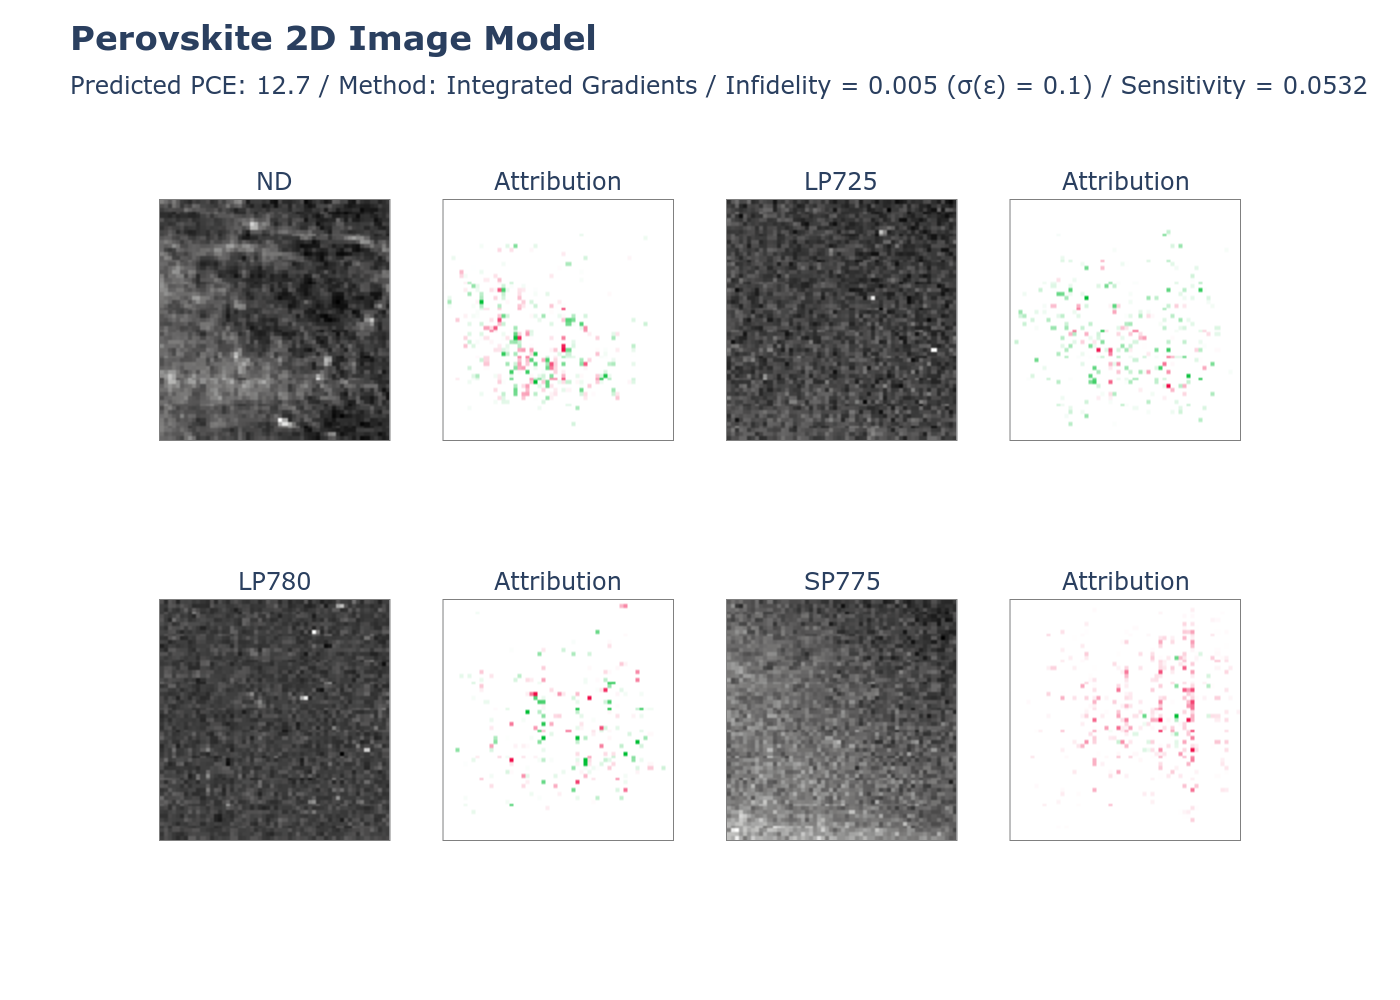 Perovskite 2D Image Model
Predicted PCE: 12.7 / Method: Integrated Gradients / Infidelity = 0.005 (σ(ε) = 0.1) / Sensitivity = 0.0532
ND
Attribution
LP725
Attribution
LP780
Attribution
SP775
Attribution